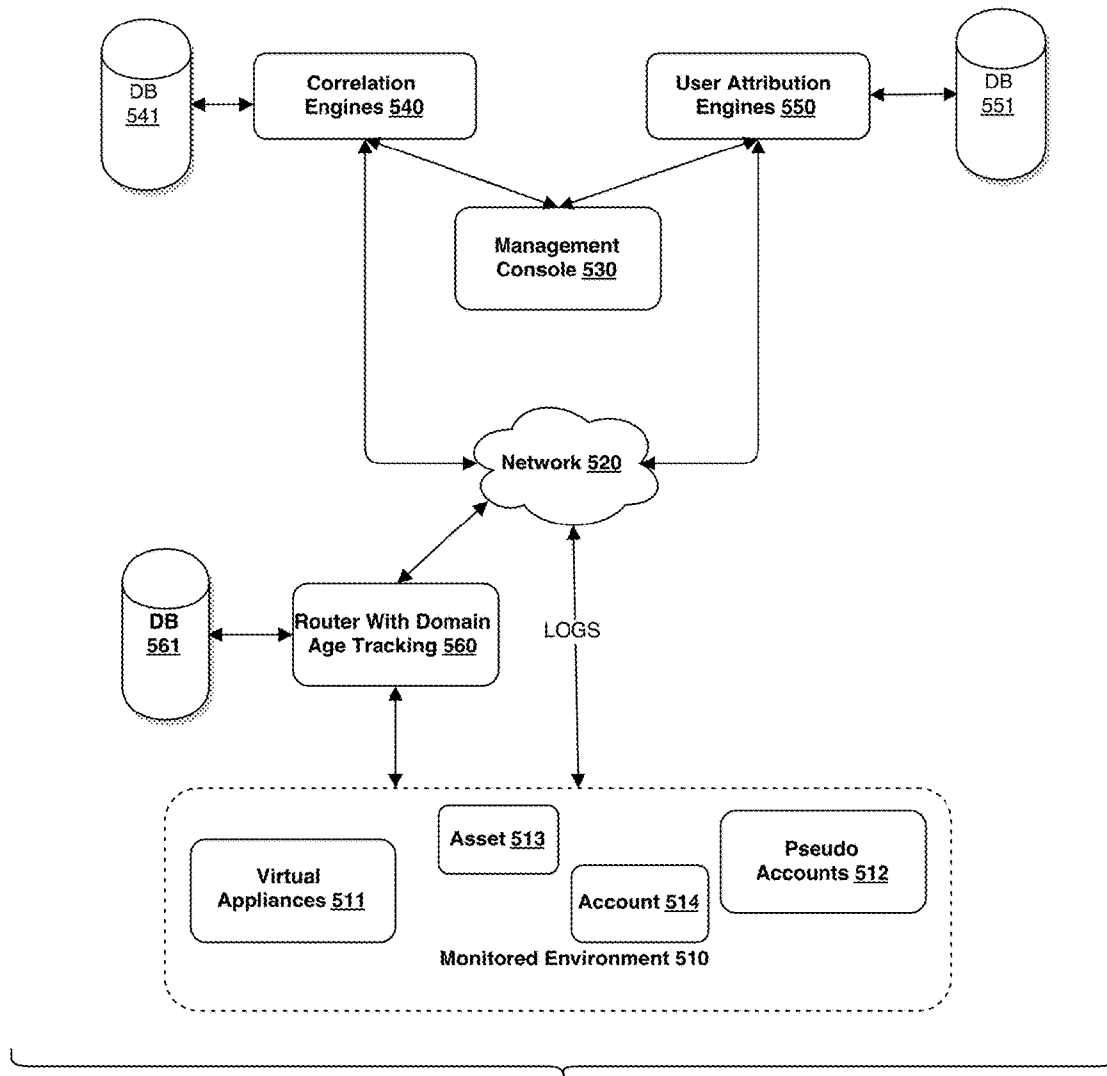 DB
541
Correlation
Engines 540
User Attribution
Engines 550
DB
551
Management
Console 530
Network 520
DB
561
Router With Domain
Age Tracking 560
LOGS
Asset 513
Virtual
Appliances 511
Account 514
Pseudo
Accounts 512
Monitored Environment 510